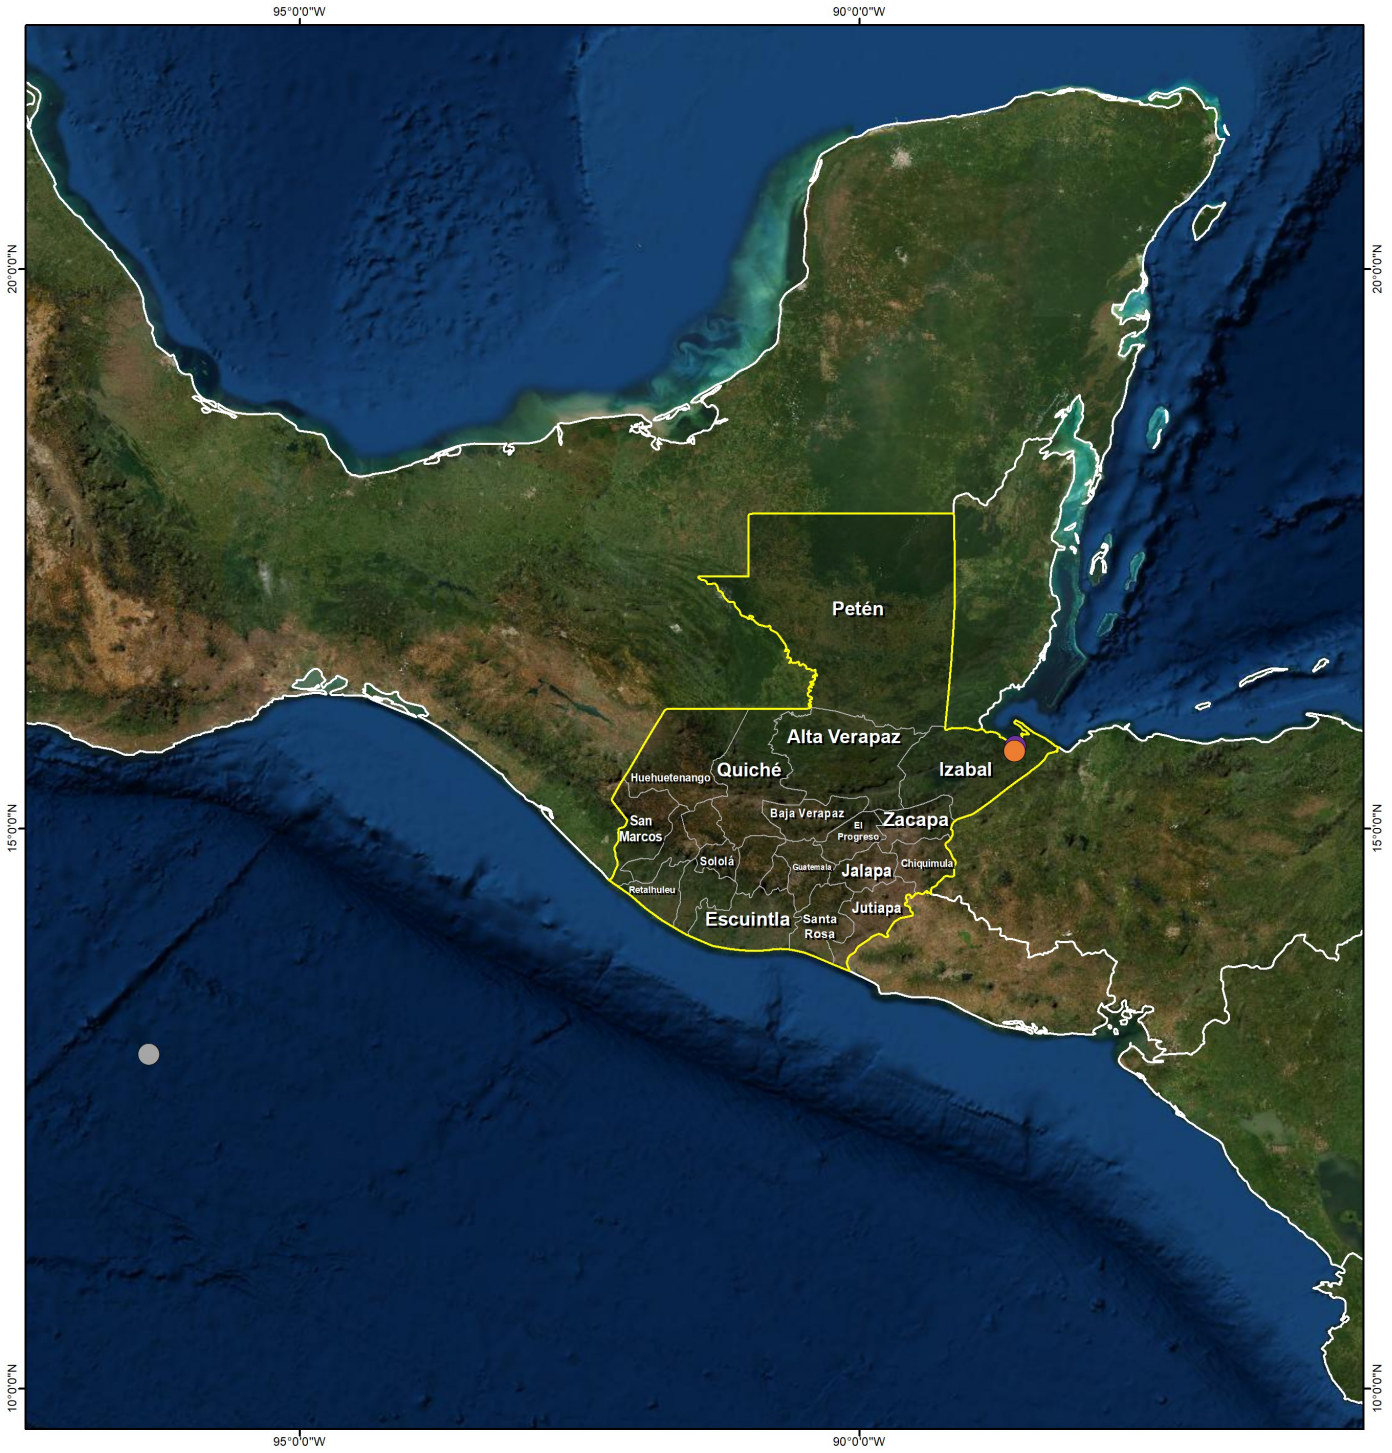 95°0'0"W
90°0'0"W
20°0'0"N
20°0'0"N
Petén
Alta Verapaz
Quiché
Izabal
Huehuetenango
San
Marcos
Baja Verapaz
El
Progreso
Zacapa
15°0'0"N
15°0'0"N
Sololá
Guatemala
Jalapa
Chiquimula
Retalhuleu
Escuintla
Santa
Rosa
Jutiapa
10°0'0"N
10°0'0"N
95°0'0"W
90°0'0"W